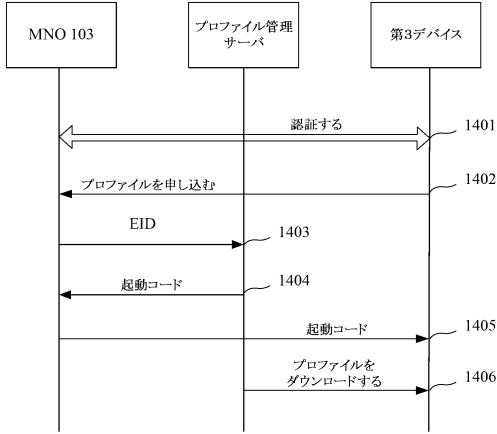 MNO 103
プロファイル管理
サーバ
第3デバイス
認証する
1401
1402
プロファイルを申し込む
EID
1403
1404
起動コード
1405
起動コード
プロファイルを
ダウンロードする
1406